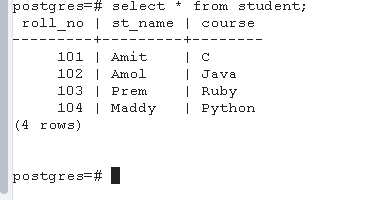 postgres=# select * from student;
 roll_no | st_name | course
---------+---------+--------
     101 | Amit    | C
     102 | Amol    | Java
     103 | Prem    | Ruby
     104 | Maddy   | Python
(4 rows)
postgres=#